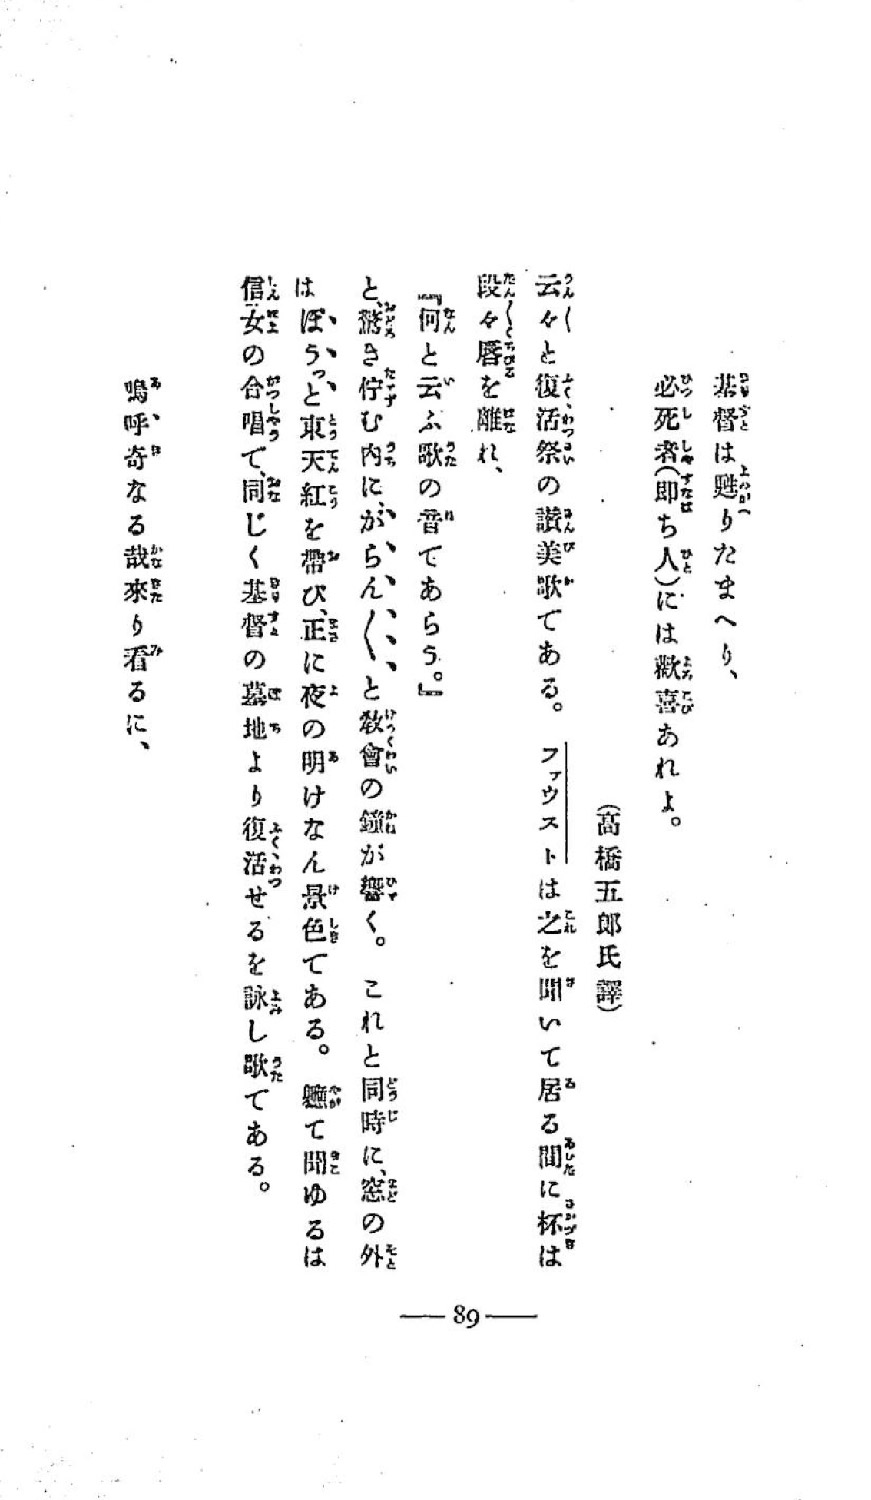 基督は甦りたまへり、
必死者(即ち人)には歡喜あれよ。
(高橋五郎氏譯)
云々と復活祭の讃美歌である。 ファウストは之を聞いて居る間に杯は
段々唇を離れ、
『何と云ふ歌の音であらう。』
と、驚き佇む内に、がらん〳〵と教會の鐘が響く。 これと同時に、窓の外
はぼうっと東天紅を帶び、正に夜の明けなん景色である。 軈て聞ゆるは
信女の合唱で、同じく基督の墓地より復活せるを詠し歌である。
嗚呼奇なる哉來り看るに、
― 89 ―